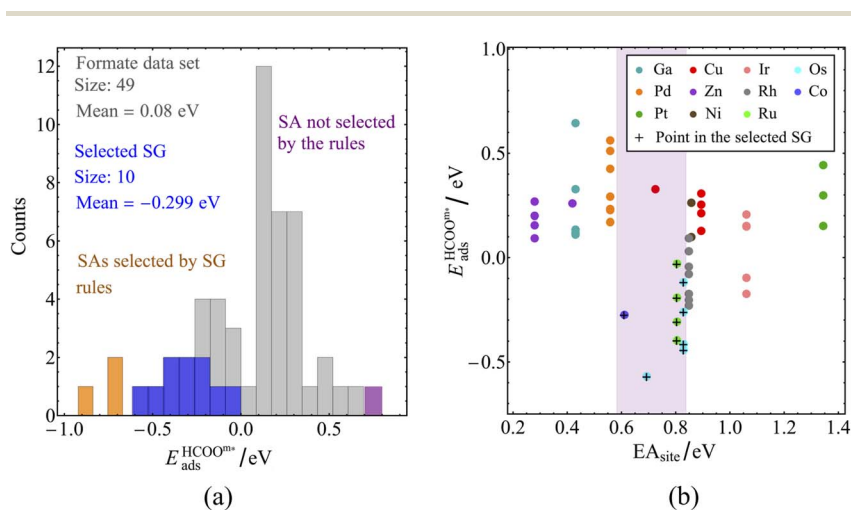 Formate data set
Size: 49
Mean = 0.08 eV
Selected SG
Size: 10
Mean = −0.299 eV
SAs selected by SG
rules
SA not selected
by the rules
Counts
12
10
8
6
4
2
0
−1.0 −0.5 0.0 0.5
E ads HCOO m* /eV
(a)
E ads HCOO m* / eV
1.0
0.5
0.0
−0.5
Ga Cu Ir Os
Pd Zn Rh Co
Pt Ni Ru
+ Point in the selected SG
0.2 0.4 0.6 0.8 1.0 1.2 1.4
EAsite/eV
(b)